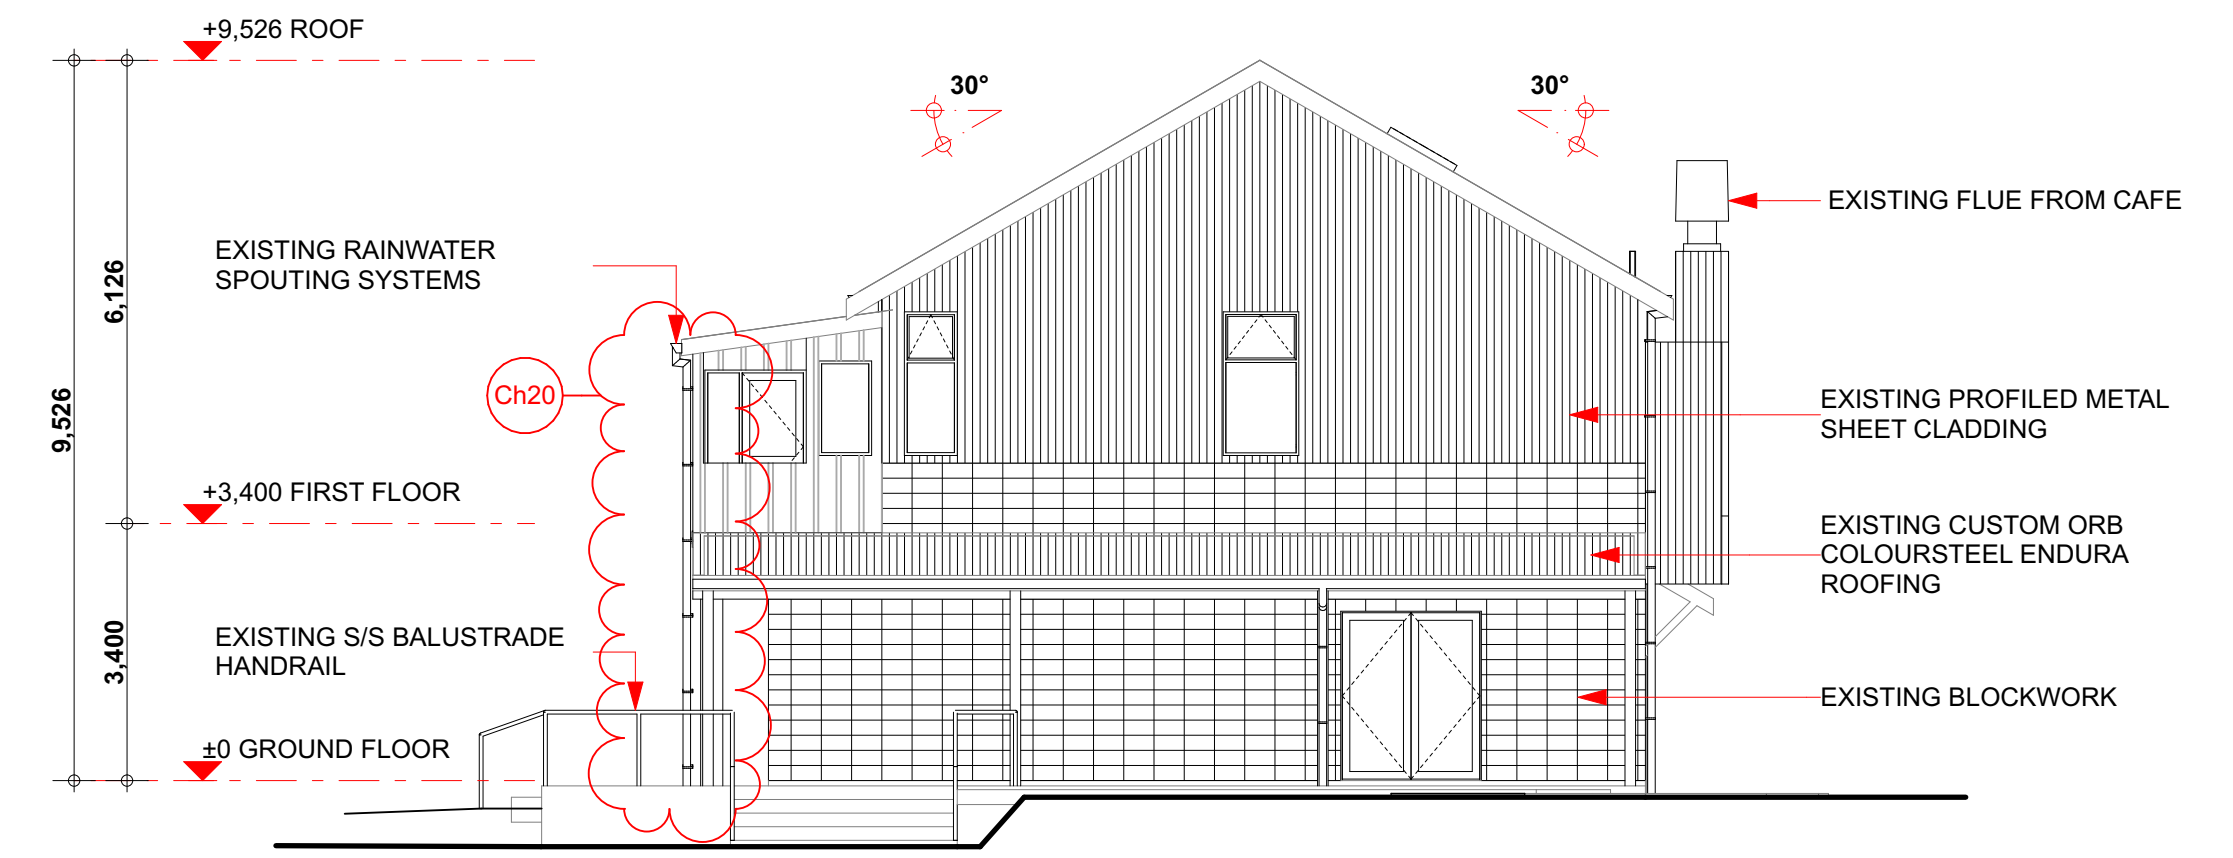 +9,526 ROOF
30°
30°
EXISTING FLUE FROM CAFE
EXISTING RAINWATER
SPOUTING SYSTEMS
6,126
Ch20
9,526
EXISTING PROFILED METAL
SHEET CLADDING
+3,400 FIRST FLOOR
EXISTING CUSTOM ORB
COLOURSTEEL ENDURA
ROOFING
3,400
EXISTING S/S BALUSTRADE
HANDRAIL
EXISTING BLOCKWORK
±0 GROUND FLOOR